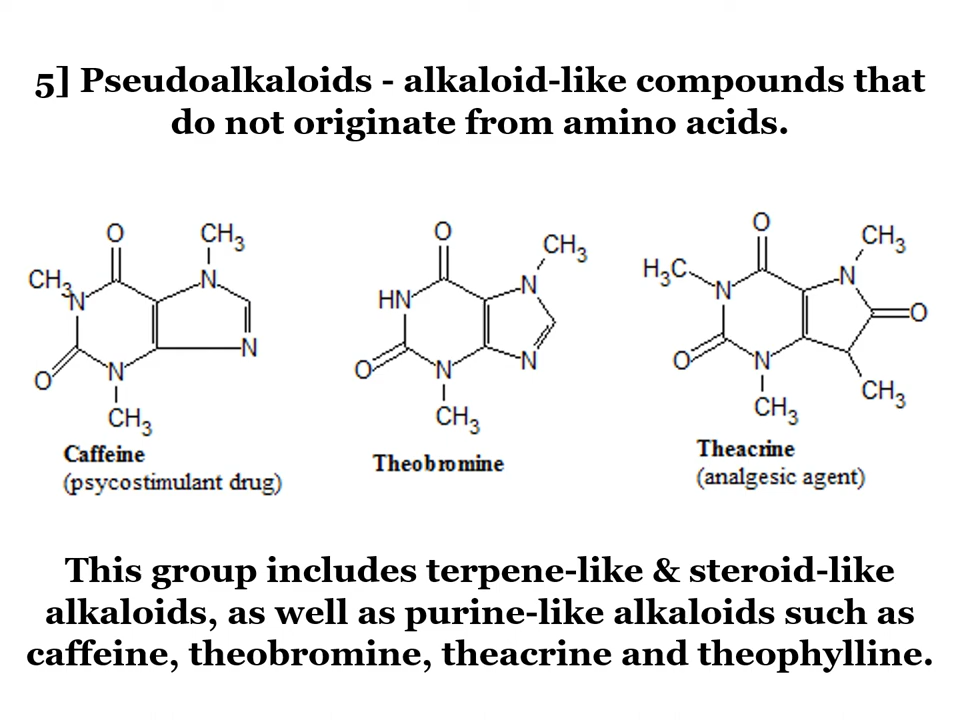 5] Pseudoalkaloids - alkaloid-like compounds that
do not originate from amino acids.
O
CH3
CH3
N
N
O
N
N
CH3
Caffeine
(psycostimulant drug)
O
CH3
HN
N
O
N
N
CH3
Theobromine
O
CH3
H3C
N
N
O
O
N
CH3
CH3
Theacrine
(analgesic agent)
This group includes terpene-like & steroid-like
alkaloids, as well as purine-like alkaloids such as
caffeine, theobromine, theacrine and theophylline.